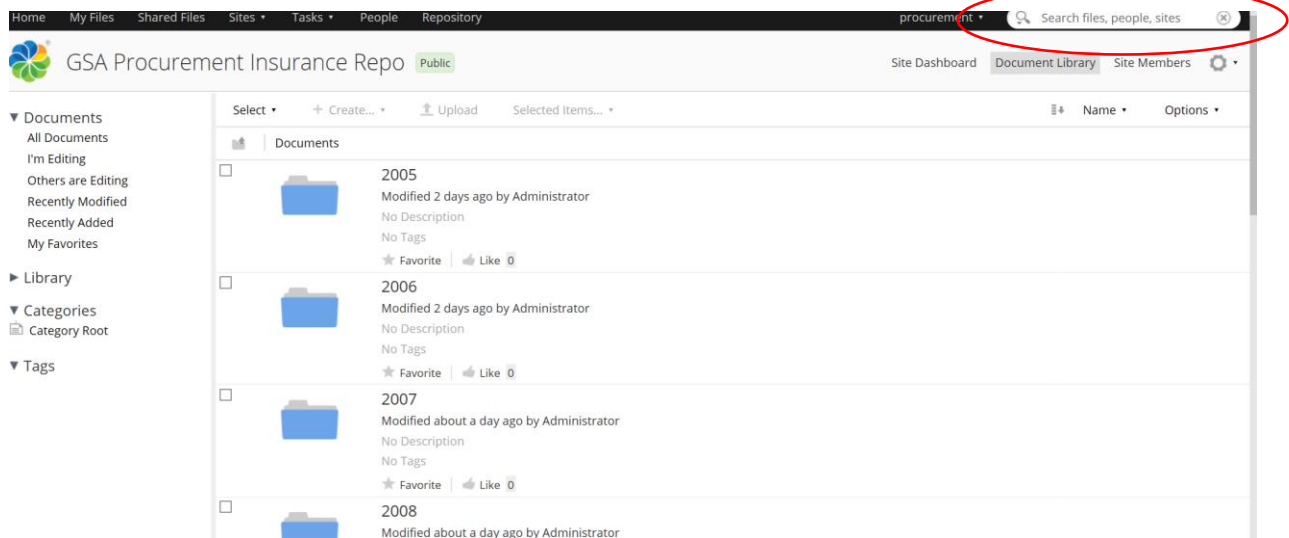 Home My Files Shared Files Sites Tasks People Repository procurement Search files, people, sites
GSA Procurement Insurance Repo Public Site Dashboard Document Library Site Members
Documents
All Documents
I'm Editing
Others are Editing
Recently Modified
Recently Added
My Favorites
Library
Categories
Category Root
Tags
Select + Create... Upload Selected Items... Name Options
Documents
2005
Modified 2 days ago by Administrator
No Description
No Tags
Favorite Like 0
2006
Modified 2 days ago by Administrator
No Description
No Tags
Favorite Like 0
2007
Modified about a day ago by Administrator
No Description
No Tags
Favorite Like 0
2008
Modified about a day ago by Administrator